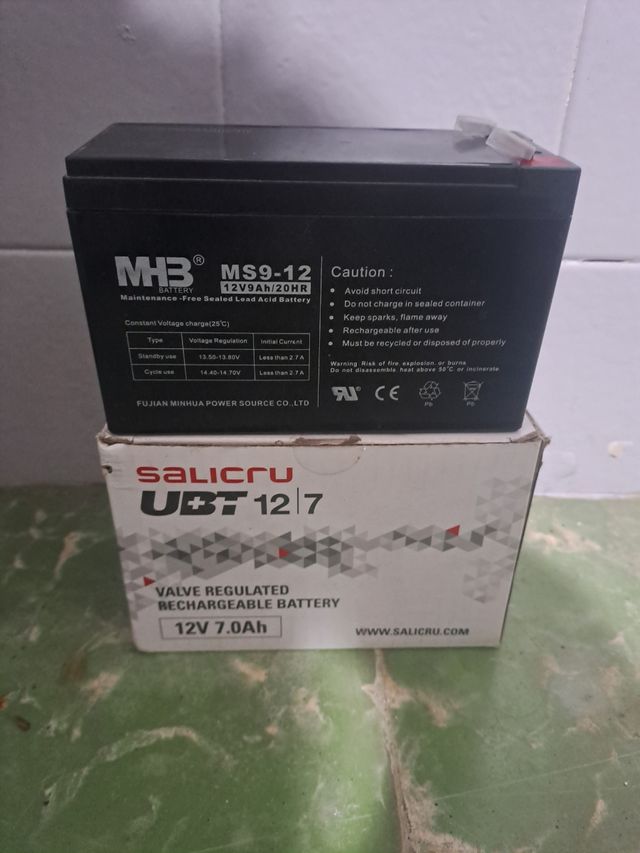 MHB®
BATTERY
MS9-12
12V9Ah/20HR
Maintenance -Free Sealed Lead Acid Battery
Constant Voltage charge(25°C)
Type Voltage Regulation Initial Current
Standby use 13.50-13.80V Less than 2.7 A
Cycle use 14.40-14.70V Less than 2.7 A
FUJIAN MINHUA POWER SOURCE CO.,LTD
Caution :
• Avoid short circuit
• Do not charge in sealed container
• Keep sparks, flame away
• Rechargeable after use
• Must be recycled or disposed of properly
Warning Risk of fire explosion or burns
Do not disassemble heat above 50°C or incinerate
CE
Pb Pb
SALICRU
UBT 12|7
VALVE REGULATED
RECHARGEABLE BATTERY
12V 7.0Ah
WWW.SALICRU.COM